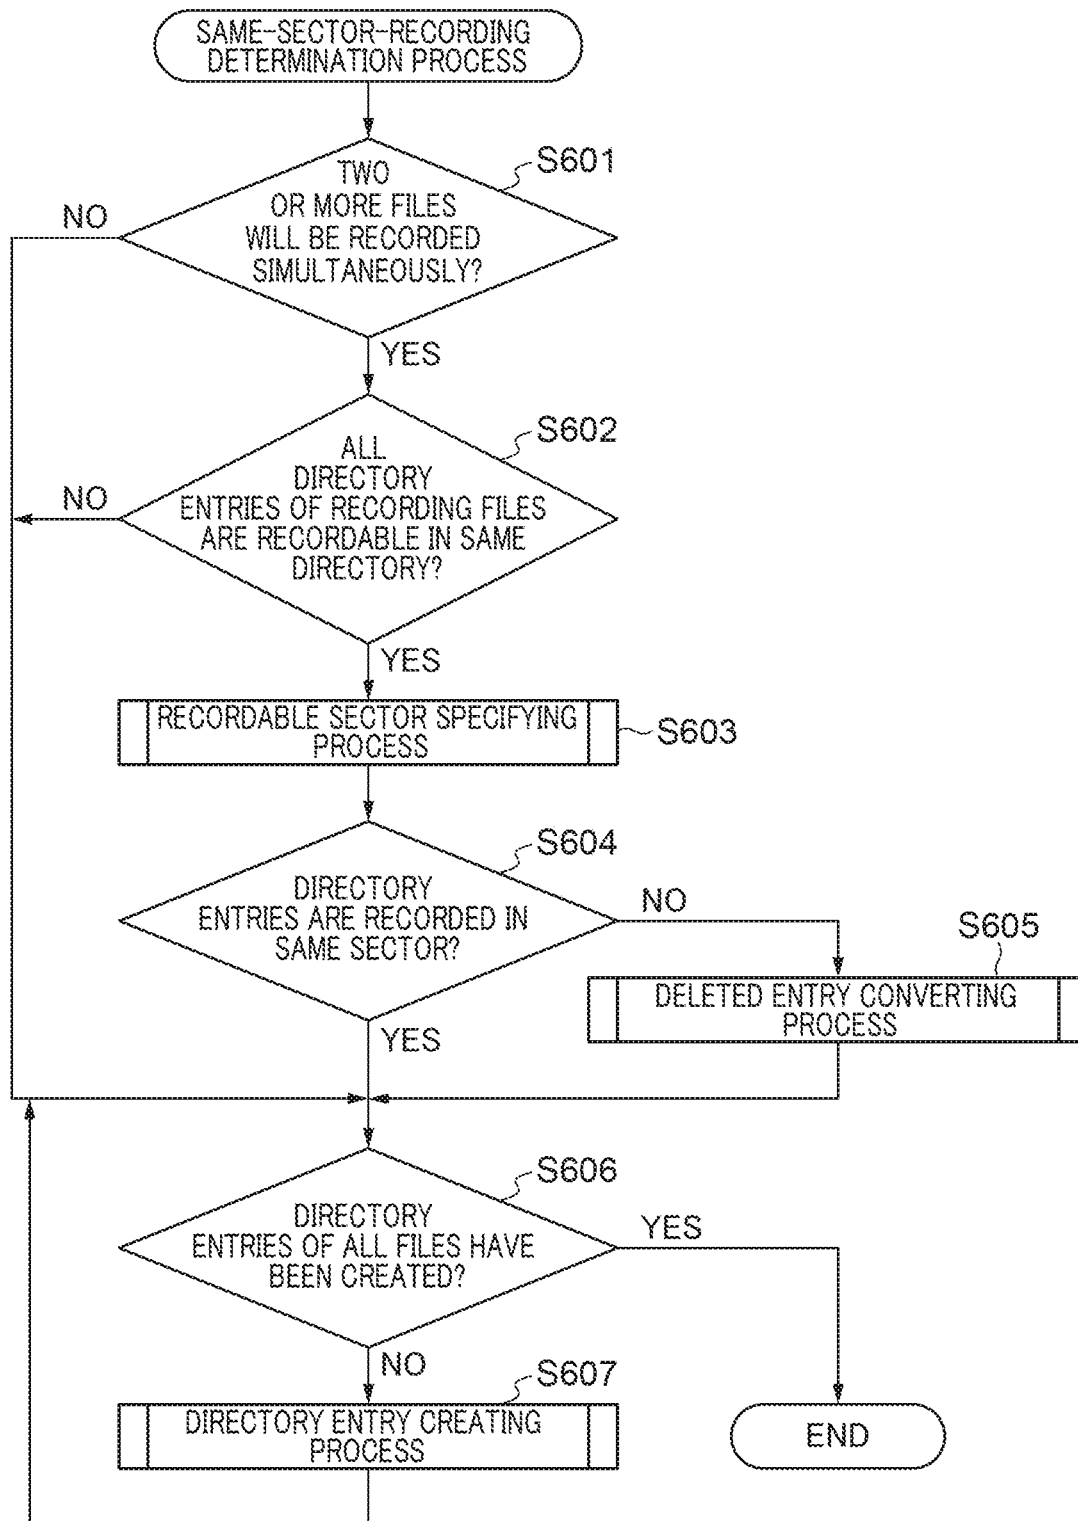 SAME-SECTOR-RECORDING
DETERMINATION PROCESS
S601
TWO
OR MORE FILES
WILL BE RECORDED
SIMULTANEOUSLY?
NO
YES
S602
ALL
DIRECTORY
ENTRIES OF RECORDING FILES
ARE RECORDABLE IN SAME
DIRECTORY?
NO
YES
RECORDABLE SECTOR SPECIFYING
PROCESS
S603
S604
DIRECTORY
ENTRIES ARE RECORDED IN
SAME SECTOR?
NO
YES
S605
DELETED ENTRY CONVERTING
PROCESS
S606
DIRECTORY
ENTRIES OF ALL FILES HAVE
BEEN CREATED?
YES
NO
S607
DIRECTORY ENTRY CREATING
PROCESS
END